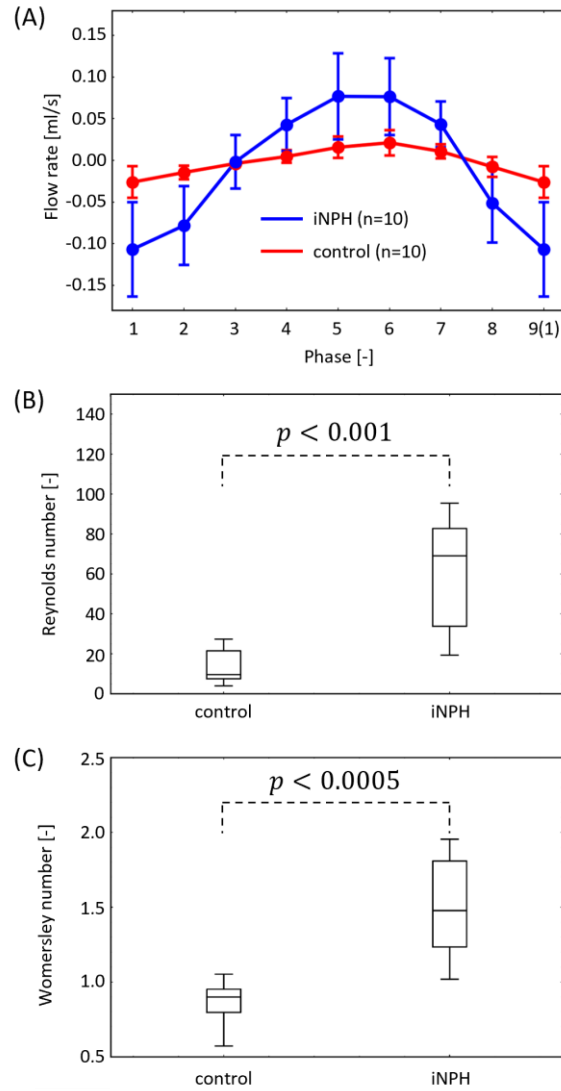 (A)
0.15
0.10
0.05
0.00
-0.05
-0.10
-0.15
Flow rate [ml/s]
iNPH (n=10)
control (n=10)
1 2 3 4 5 6 7 8 9(1)
Phase [-]
(B)
140
120
100
80
60
40
20
0
Reynolds number [-]
p < 0.001
control iNPH
(C)
2.5
2.0
1.5
1.0
0.5
Womersley number [-]
p < 0.0005
control iNPH